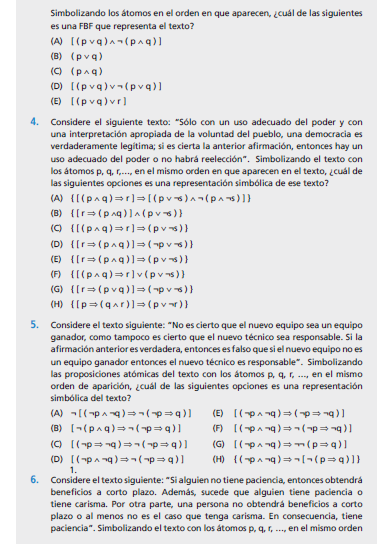 Simbolizando los átomos en el orden en que aparecen, ¿cuál de las siguientes
es una FBF que representa el texto?
(A) [ ( p ∨ q ) ∧ ¬ ( p ∧ q ) ]
(B) ( p ∨ q )
(C) ( p ∧ q )
(D) [ ( p ∨ q ) ∨ ¬ ( p ∨ q ) ]
(E) [ ( p ∨ q ) ∨ r ]
4. Considere el siguiente texto: "Sólo con un uso adecuado del poder y con
una interpretación apropiada de la voluntad del pueblo, una democracia es
verdaderamente legítima; si es cierta la anterior afirmación, entonces hay un
uso adecuado del poder o no habrá reelección". Simbolizando el texto con
los átomos p, q, r,..., en el mismo orden en que aparecen en el texto, ¿cuál de
las siguientes opciones es una representación simbólica de ese texto?
(A) { [ [ ( p ∧ q ) ⇒ r ] ⇒ [ ( p ∨ ¬s ) ∧ ¬ ( p ∧ ¬s ) ] }
(B) { [ r ⇒ ( p ∧q ) ] ∧ ( p ∨ ¬s ) }
(C) { [ ( p ∧ q ) ⇒ r ] ⇒ ( p ∨ ¬s ) }
(D) { [ r ⇒ ( p ∧ q ) ] ⇒ ( ¬p ∨ ¬s ) }
(E) { [ r ⇒ ( p ∧ q ) ] ⇒ ( p ∨ ¬s ) }
(F) { [ ( p ∧ q ) ⇒ r ] ∨ ( p ∨ ¬s ) }
(G) { [ r ⇒ ( p ∨ q ) ] ⇒ ( ¬p ∨ ¬s ) }
(H) { [ p ⇒ ( q ∧ r ) ] ⇒ ( p ∨ ¬r ) }
5. Considere el texto siguiente: "No es cierto que el nuevo equipo sea un equipo
ganador, como tampoco es cierto que el nuevo técnico sea responsable. Si la
afirmación anterior es verdadera, entonces es falso que si el nuevo equipo no es
un equipo ganador entonces el nuevo técnico es responsable". Simbolizando
las proposiciones atómicas del texto con los átomos p, q, r, ..., en el mismo
orden de aparición, ¿cuál de las siguientes opciones es una representación
simbólica del texto?
(A) ¬ [ ( ¬p ∧ ¬q ) ⇒ ¬ ( ¬p ⇒ q ) ] (E) [ ( ¬p ∧ ¬q ) ⇒ ( ¬p ⇒ ¬q ) ]
(B) [ ¬ ( p ∧ q ) ⇒ ¬ ( ¬p ⇒ q ) ] (F) [ ( ¬p ∧ ¬q ) ⇒ ¬ ( ¬p ⇒ ¬q ) ]
(C) [ ( ¬p ⇒ ¬q ) ⇒ ¬ ( ¬p ⇒ q ) ] (G) [ ( ¬p ∧ ¬q ) ⇒ ¬¬ ( p ⇒ q ) ]
(D) [ ( ¬p ∧ ¬q ) ⇒ ¬ ( ¬p ⇒ q ) ] (H) { ( ¬p ∧ ¬q ) ⇒ ¬ [ ¬ ( p ⇒ q ) ] }
1.
6. Considere el texto siguiente: "Si alguien no tiene paciencia, entonces obtendrá
beneficios a corto plazo. Además, sucede que alguien tiene paciencia o
tiene carisma. Por otra parte, una persona no obtendrá beneficios a corto
plazo o al menos no es el caso que tenga carisma. En consecuencia, tiene
paciencia". Simbolizando el texto con los átomos p, q, r, ..., en el mismo orden